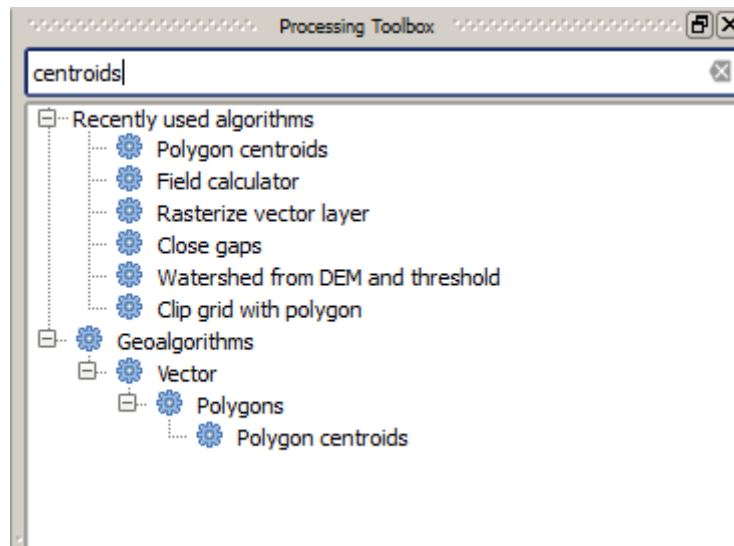 Processing Toolbox
centroids
Recently used algorithms
Polygon centroids
Field calculator
Rasterize vector layer
Close gaps
Watershed from DEM and threshold
Clip grid with polygon
Geoalgorithms
Vector
Polygons
Polygon centroids